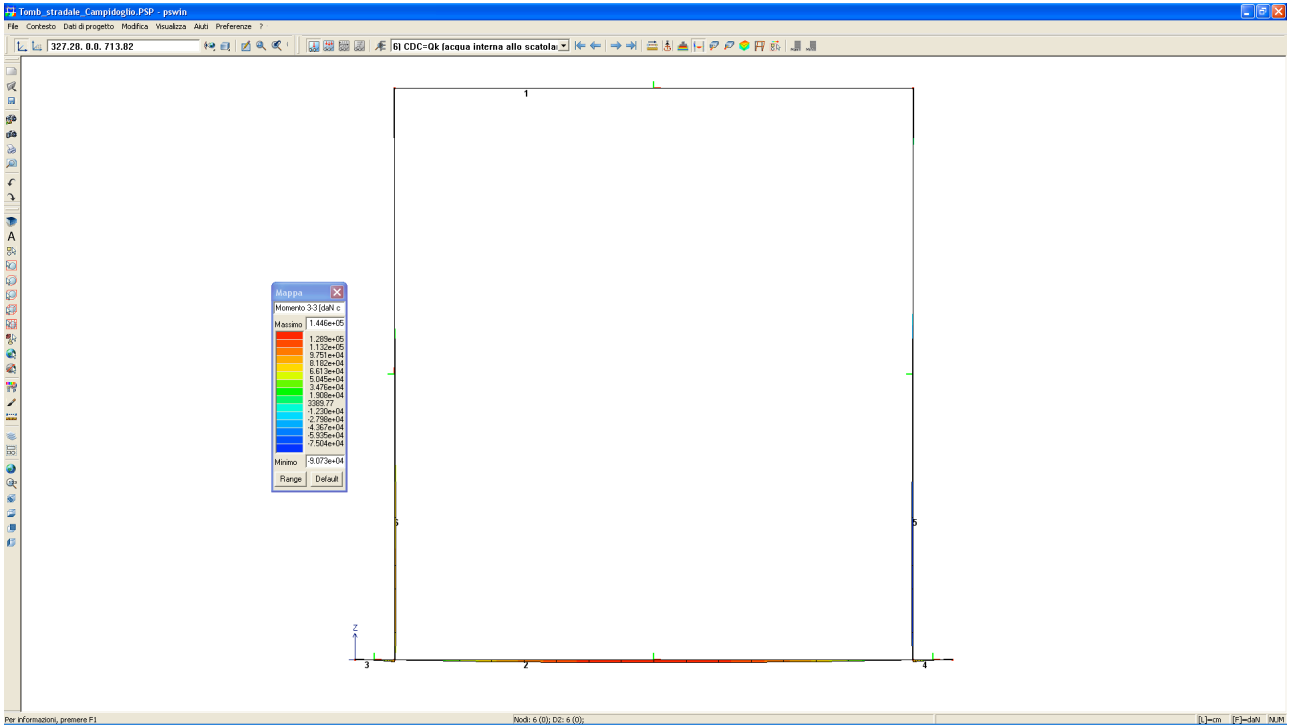 Tomb_stradale_Campidoglio.PSP - pswin
File Contesto Dati di progetto Modifica Visualizza Aiuti Preferenze ?
327.28. 0.0. 713.82
6) CDC=Qk (acqua interna allo scatola
1
Mappa
Momento 3-3 [daN c
Massimo 1.446e+05
1.289e+05
1.132e+05
9.751e+04
8.182e+04
6.613e+04
5.045e+04
3.476e+04
1.908e+04
3389.77
-1.230e+04
-2.798e+04
-4.367e+04
-5.935e+04
-7.504e+04
Minimo -9.073e+04
Range Default
5
Z
3 2 4
Per informazioni, premere F1
Nodi: 6 (0); D2: 6 (0);
[L]=cm [F]=daN NUM